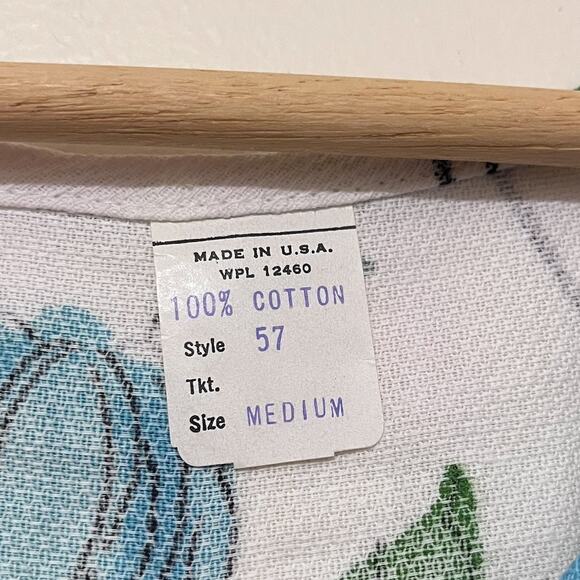 MADE IN U.S.A.
WPL 12460
100% COTTON
Style 57
Tkt.
Size MEDIUM